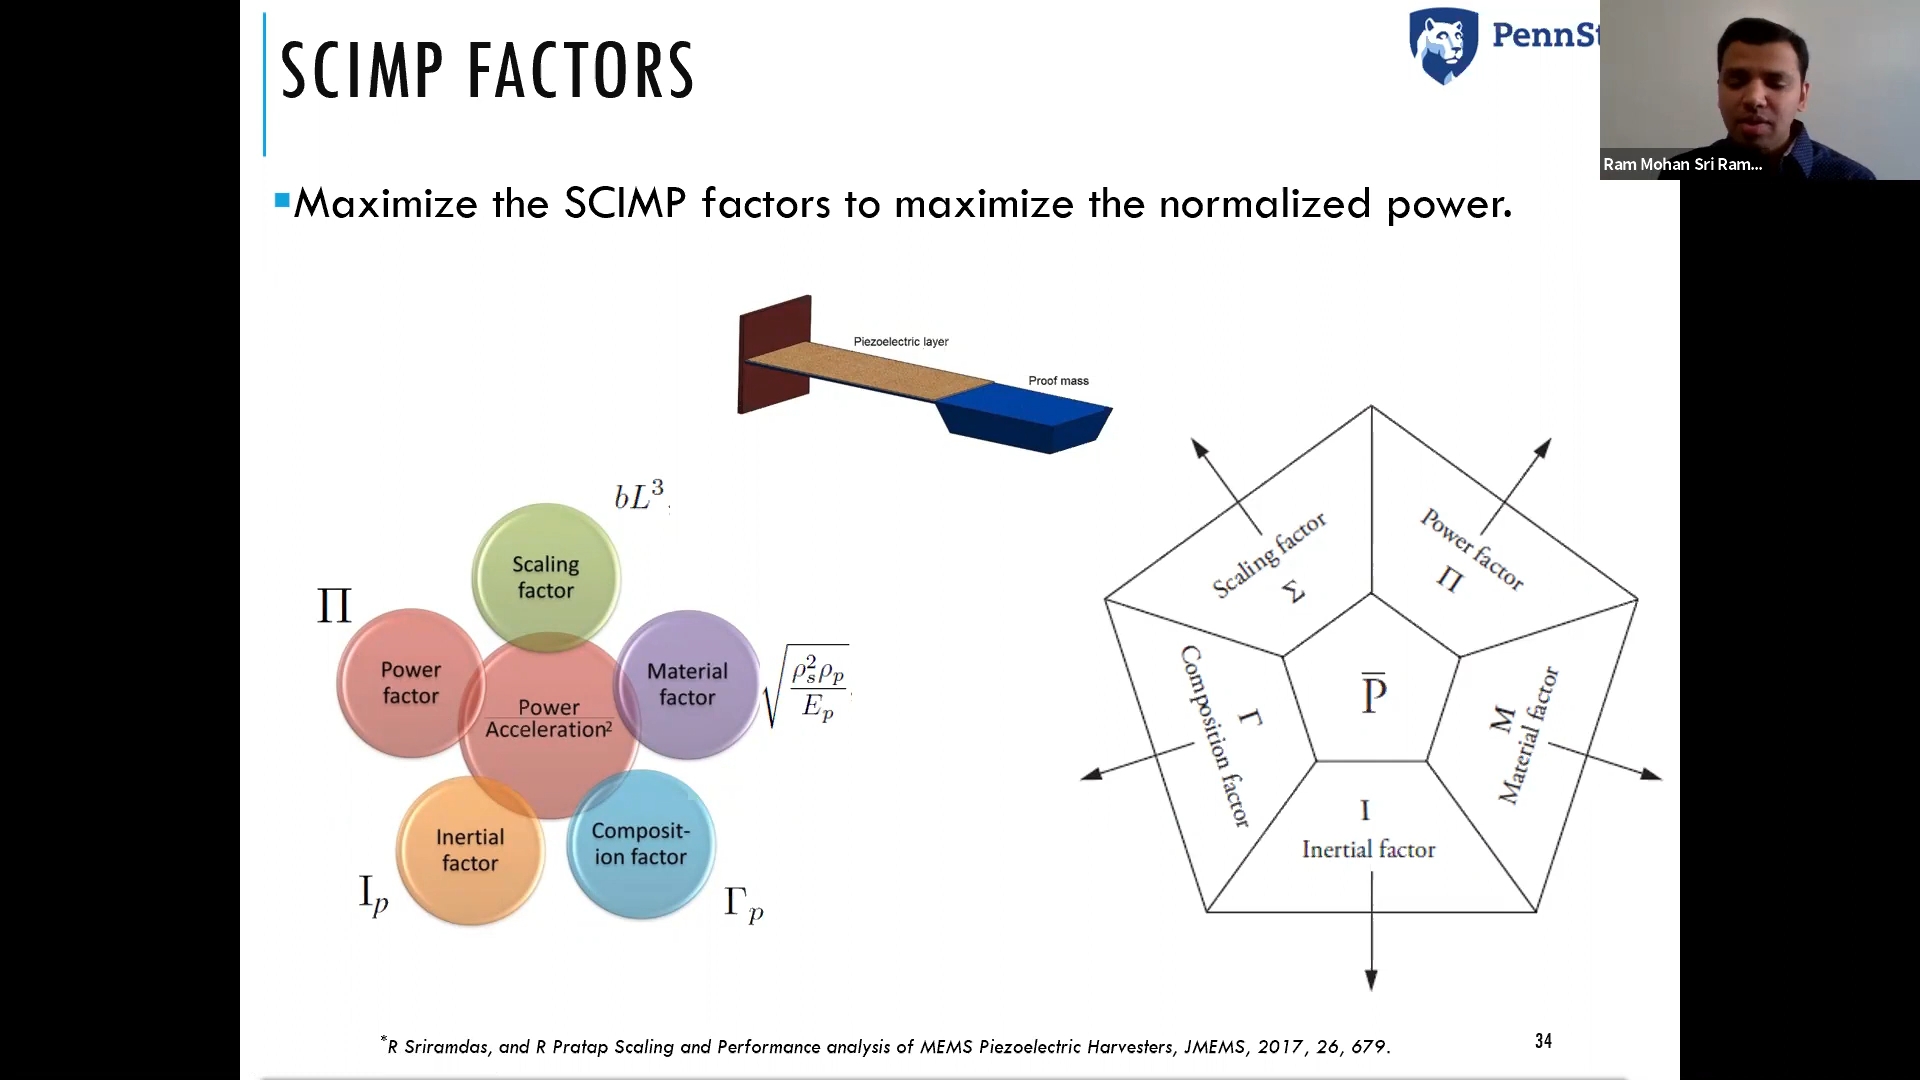 SCIMP FACTORS
PennSt
Ram Mohan Sri Ram...
Maximize the SCIMP factors to maximize the normalized power.
Piezoelectric layer
Proof mass
bL³
Scaling
factor
Π
Power
factor
Material
factor
√(ρₛ²ρₚ/Eₚ)
Power
Acceleration²
Inertial
factor
Iₚ
Composit-
ion factor
Γₚ
Scaling factor
Σ
Power factor
Π
Composition factor
Γ
P̅
M
Material factor
I
Inertial factor
*R Sriramdas, and R Pratap Scaling and Performance analysis of MEMS Piezoelectric Harvesters, JMEMS, 2017, 26, 679.
34